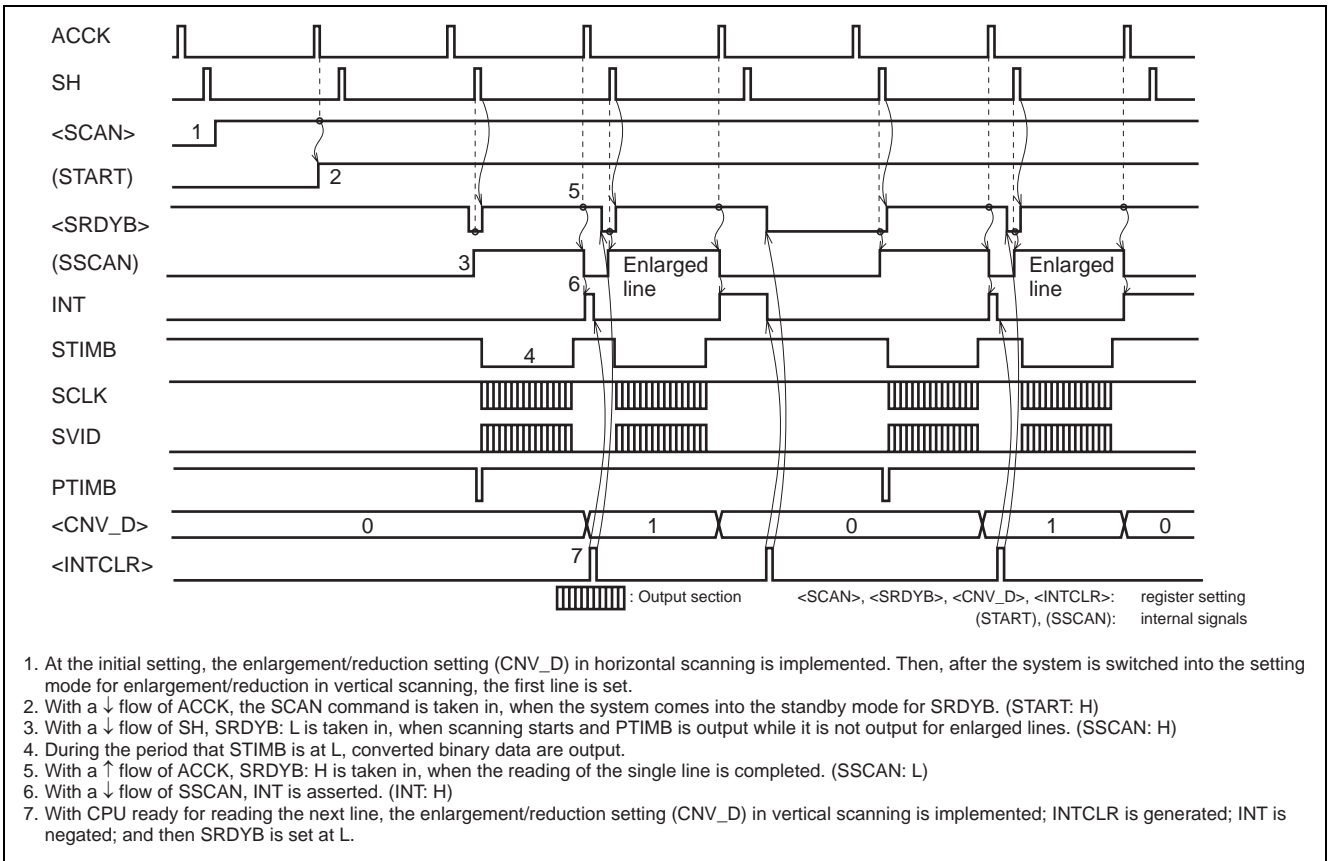 ACCK
SH
<SCAN> 1
(START) 2
<SRDYB> 5
(SSCAN) 3 Enlarged line Enlarged line
INT 6
STIMB 4
SCLK
SVID
PTIMB
<CNV_D> 0 1 0 1 0
<INTCLR> 7
: Output section <SCAN>, <SRDYB>, <CNV_D>, <INTCLR>: register setting
(START), (SSCAN): internal signals
1. At the initial setting, the enlargement/reduction setting (CNV_D) in horizontal scanning is implemented. Then, after the system is switched into the setting
mode for enlargement/reduction in vertical scanning, the first line is set.
2. With a ↓ flow of ACCK, the SCAN command is taken in, when the system comes into the standby mode for SRDYB. (START: H)
3. With a ↓ flow of SH, SRDYB: L is taken in, when scanning starts and PTIMB is output while it is not output for enlarged lines. (SSCAN: H)
4. During the period that STIMB is at L, converted binary data are output.
5. With a ↑ flow of ACCK, SRDYB: H is taken in, when the reading of the single line is completed. (SSCAN: L)
6. With a ↓ flow of SSCAN, INT is asserted. (INT: H)
7. With CPU ready for reading the next line, the enlargement/reduction setting (CNV_D) in vertical scanning is implemented; INTCLR is generated; INT is
negated; and then SRDYB is set at L.